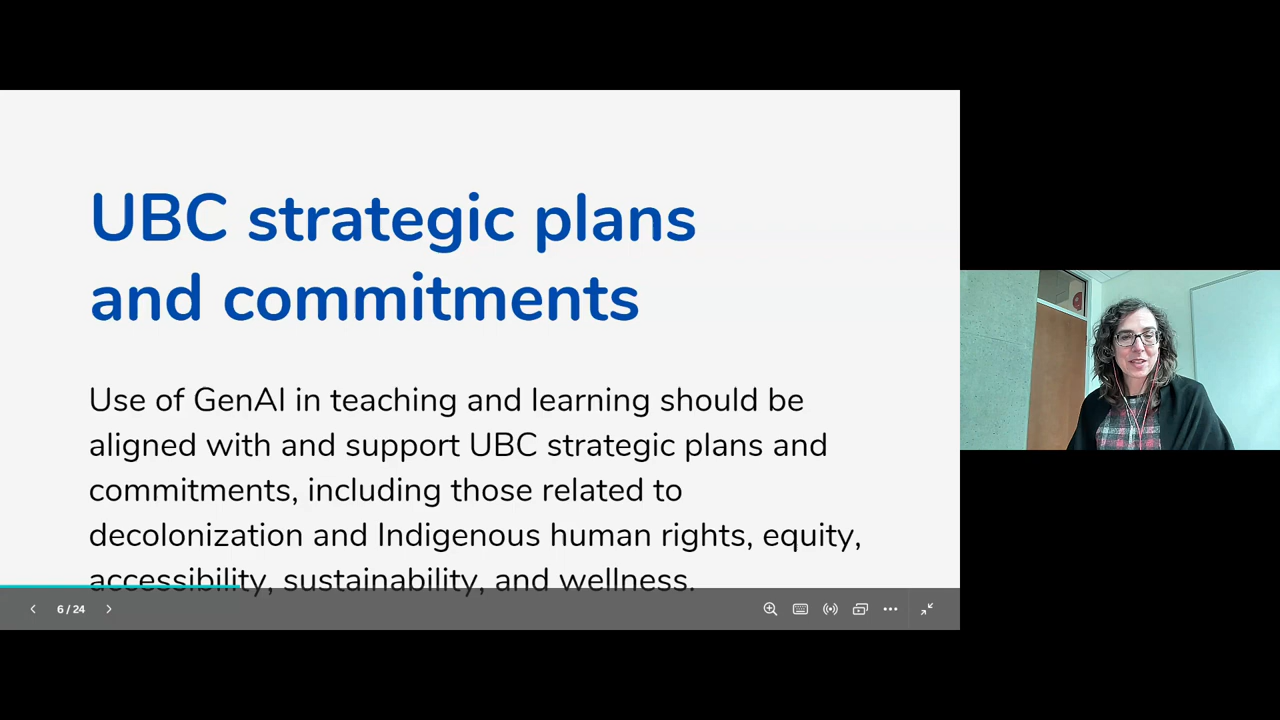 UBC strategic plans
and commitments
Use of GenAI in teaching and learning should be
aligned with and support UBC strategic plans and
commitments, including those related to
decolonization and Indigenous human rights, equity,
accessibility, sustainability, and wellness.
6 / 24